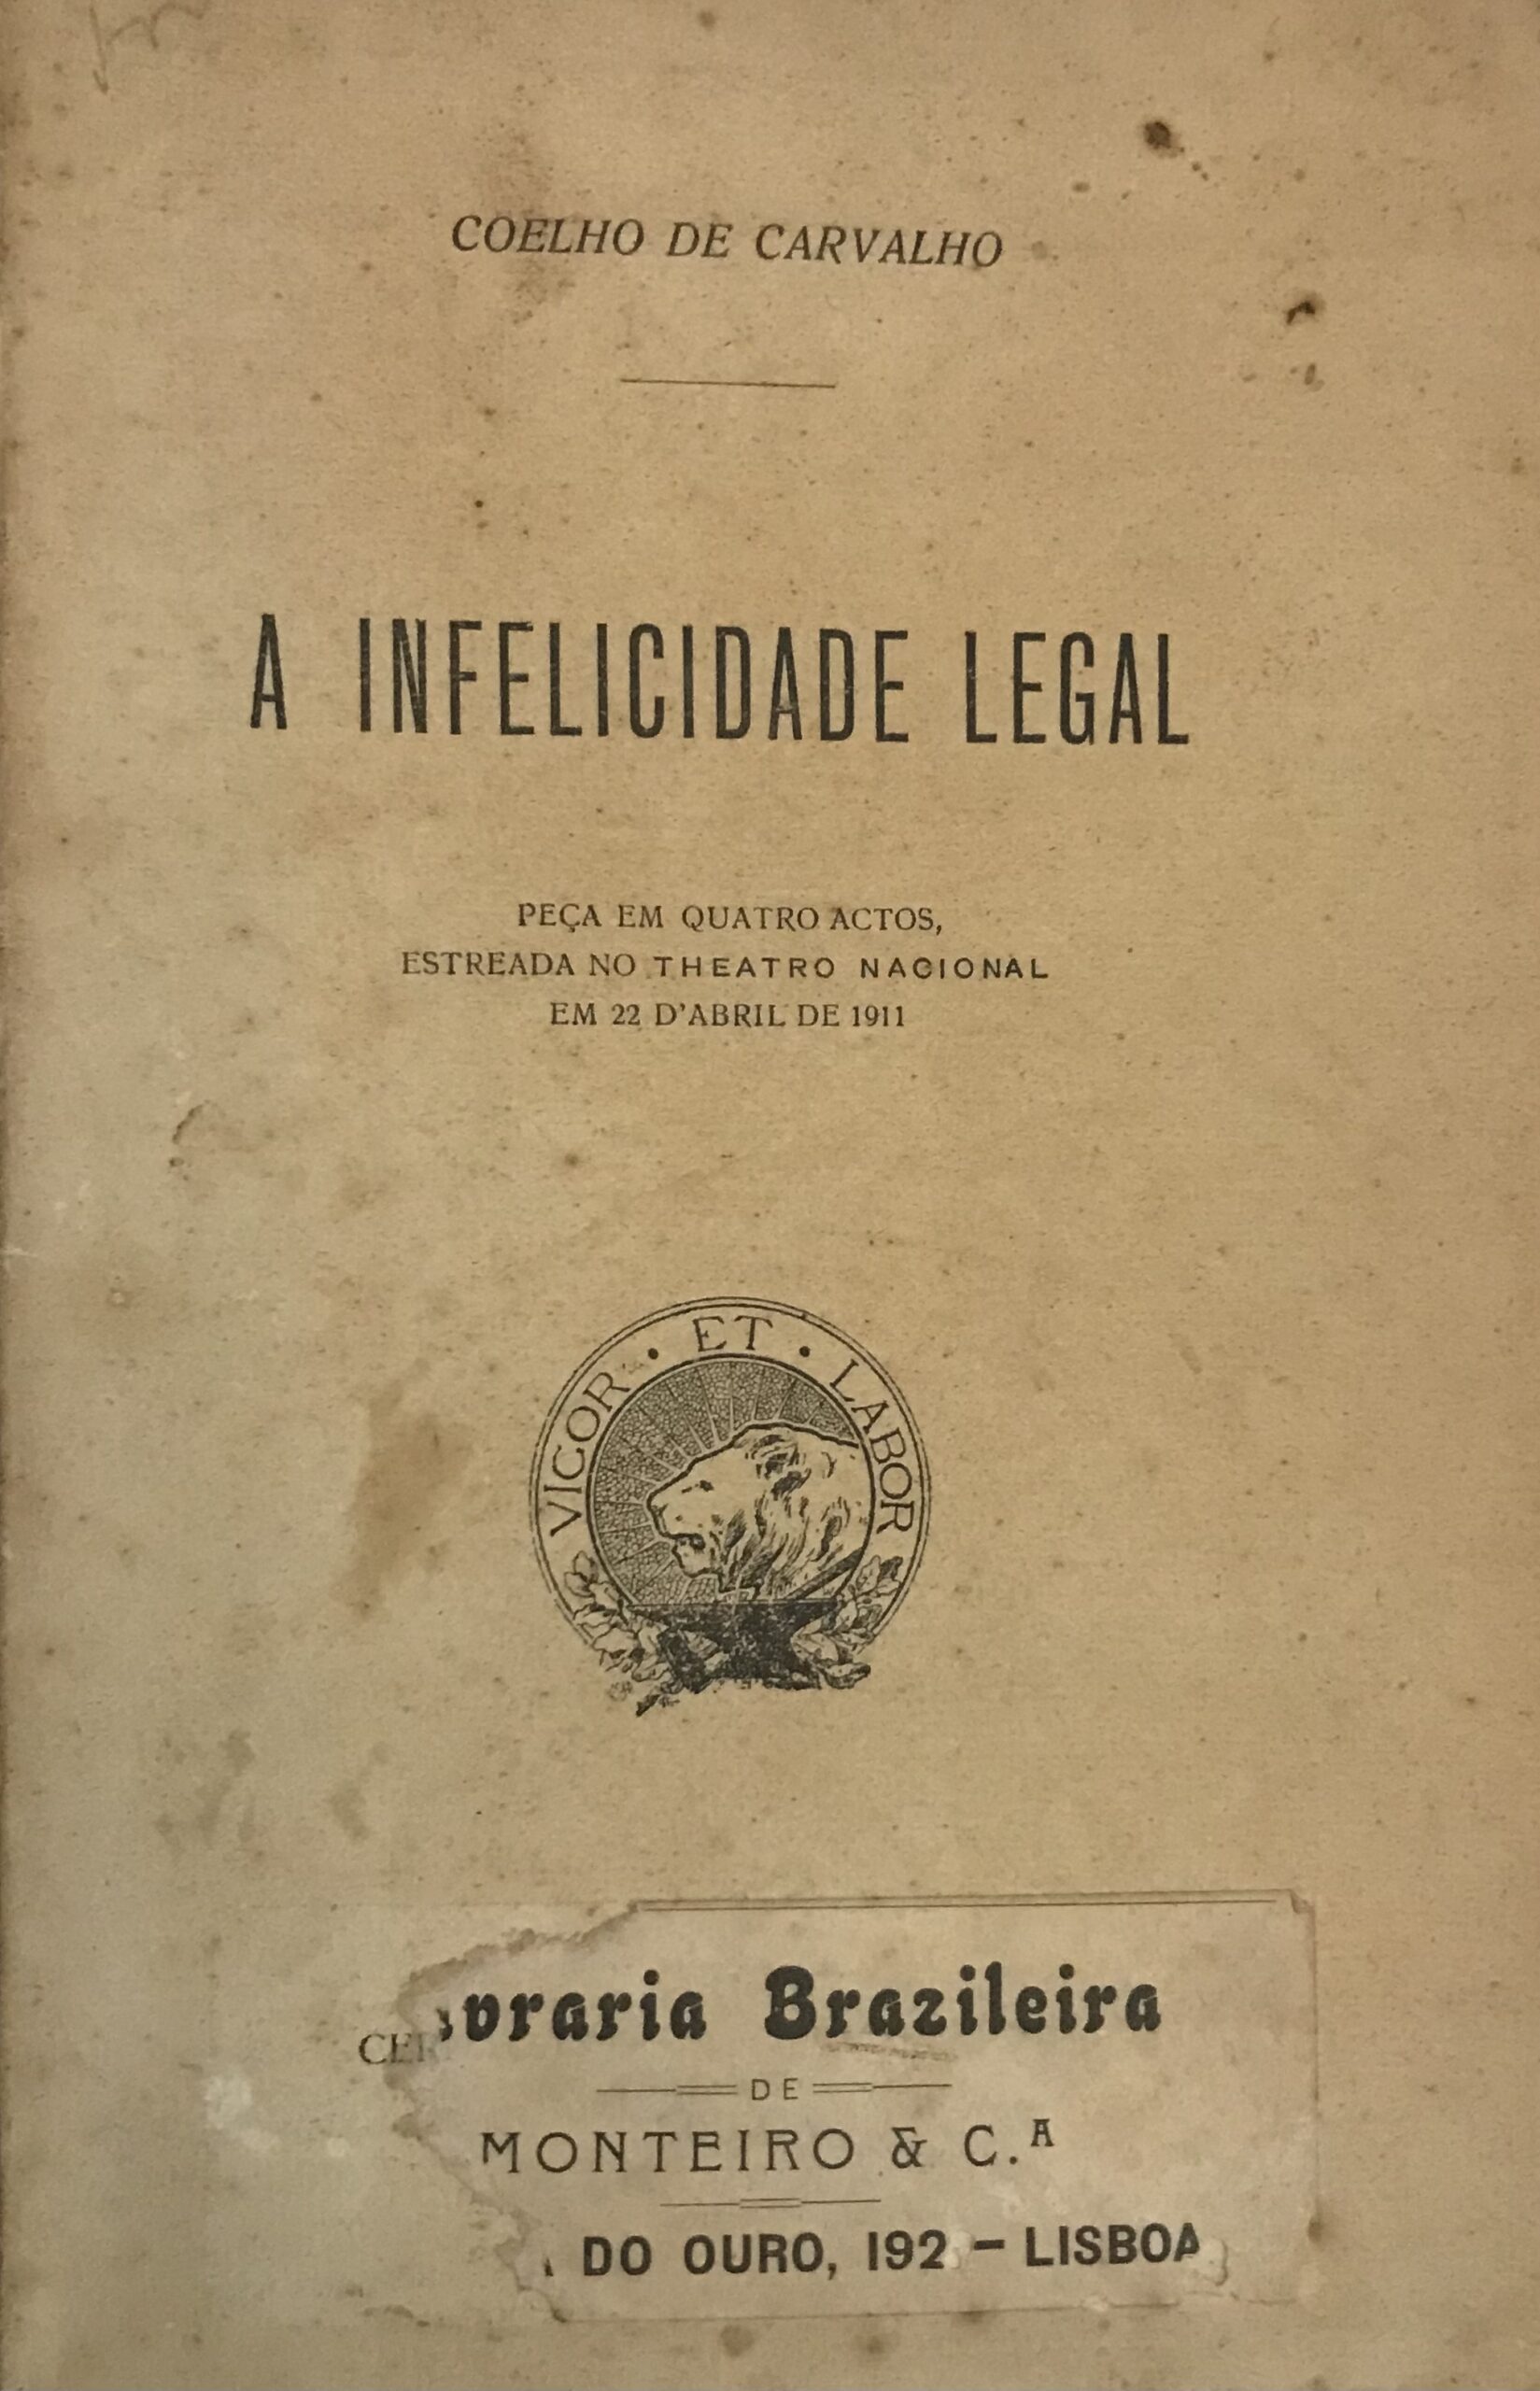 COELHO DE CARVALHO
A INFELICIDADE LEGAL
PEÇA EM QUATRO ACTOS,
ESTREADA NO THEATRO NACIONAL
EM 22 D'ABRIL DE 1911
VIGOR · ET · LABOR
Brazileira
DE
MONTEIRO & C.ᴬ
DO OURO, 192 – LISBOA